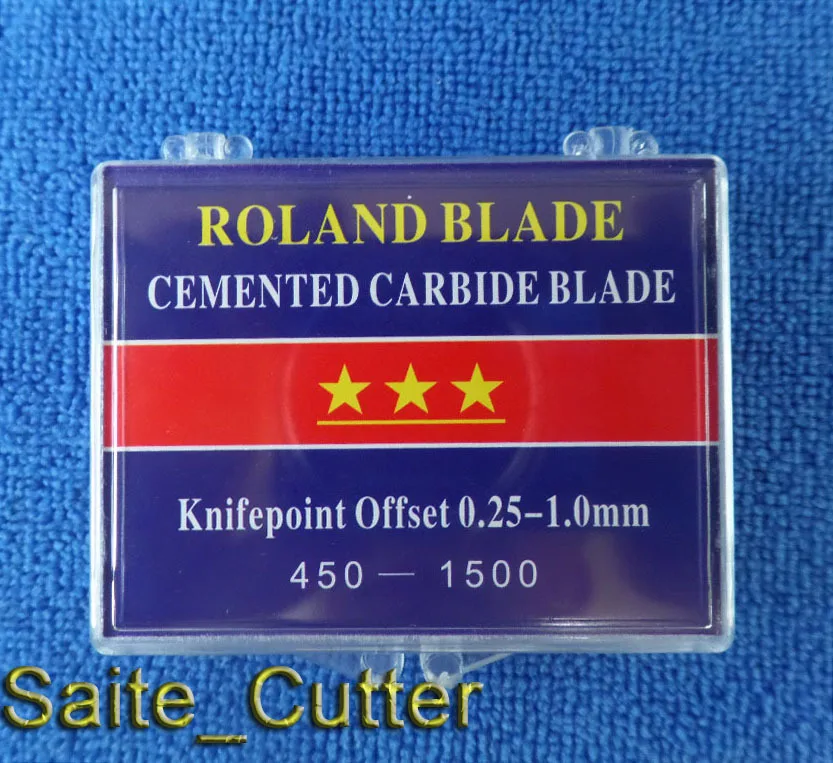 ROLAND BLADE
CEMENTED CARBIDE BLADE
★★★
Knifepoint Offset 0.25-1.0mm
450 — 1500
Saite_Cutter